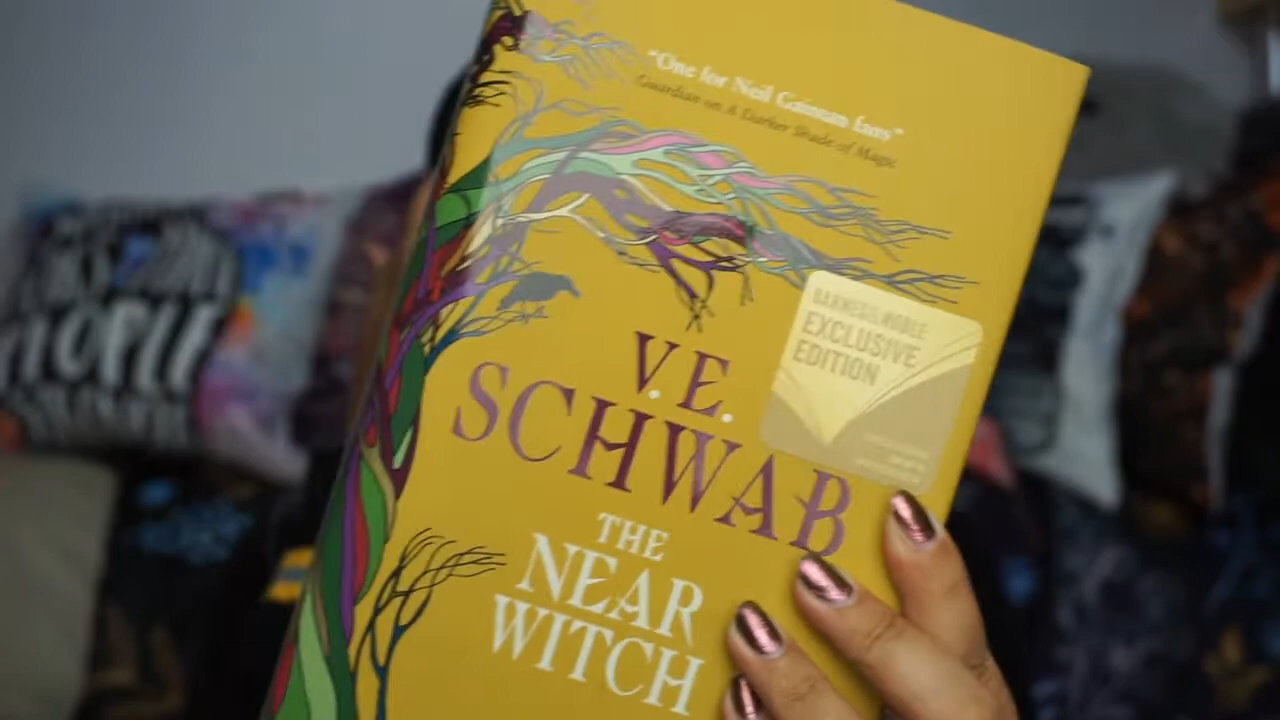 "One for Neil Gaiman fans"
Guardian on A Darker Shade of Magic
BARNES & NOBLE
EXCLUSIVE
EDITION
V.E.
SCHWAB
THE
NEAR
WITCH